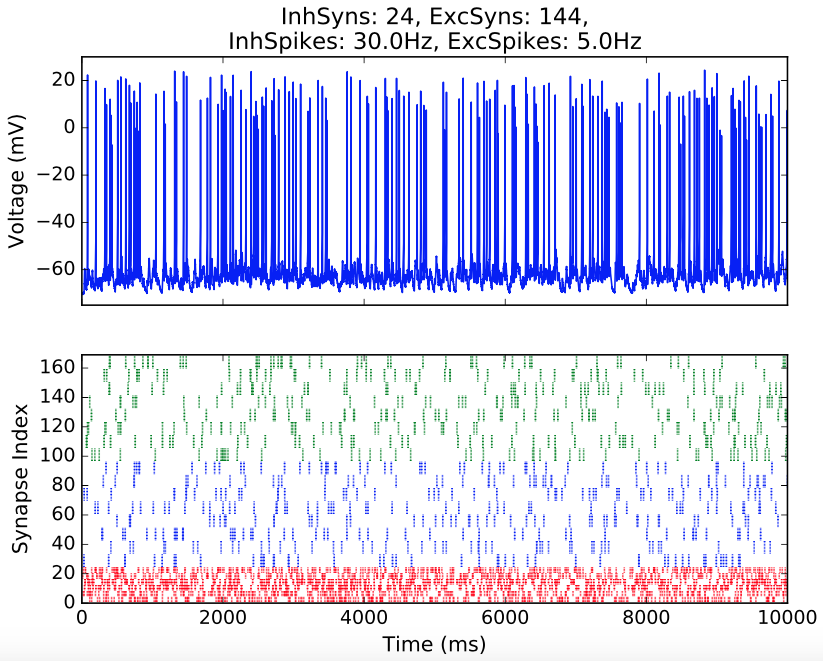 InhSyns: 24, ExcSyns: 144,
InhSpikes: 30.0Hz, ExcSpikes: 5.0Hz
20
0
−20
−40
−60
Voltage (mV)
160
140
120
100
80
60
40
20
0
Synapse Index
0 2000 4000 6000 8000 10000
Time (ms)